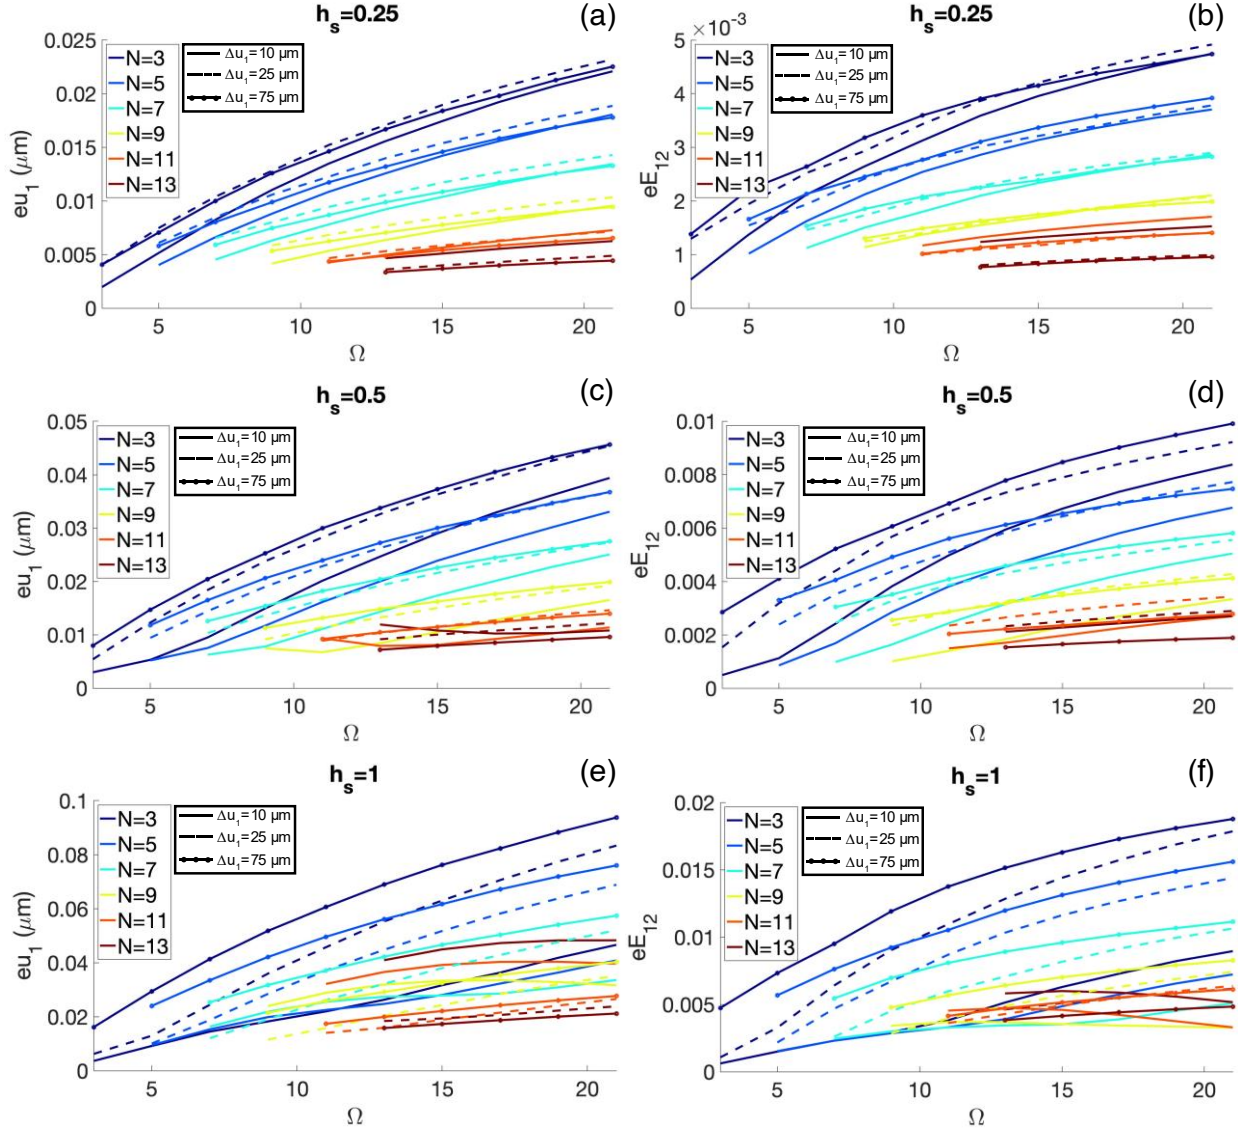 h_s=0.25
(a)
eu_1 (μm)
0.025
0.02
0.015
0.01
0.005
0
5
10
15
20
Ω
N=3
N=5
N=7
N=9
N=11
N=13
Δu_1= 10 μm
Δu_1= 25 μm
Δu_1= 75 μm
h_s=0.25
(b)
×10^-3
eE_12
5
4
3
2
1
0
5
10
15
20
Ω
N=3
N=5
N=7
N=9
N=11
N=13
Δu_1= 10 μm
Δu_1= 25 μm
Δu_1= 75 μm
h_s=0.5
(c)
eu_1 (μm)
0.05
0.04
0.03
0.02
0.01
0
5
10
15
20
Ω
N=3
N=5
N=7
N=9
N=11
N=13
Δu_1= 10 μm
Δu_1= 25 μm
Δu_1= 75 μm
h_s=0.5
(d)
eE_12
0.01
0.008
0.006
0.004
0.002
0
5
10
15
20
Ω
N=3
N=5
N=7
N=9
N=11
N=13
Δu_1= 10 μm
Δu_1= 25 μm
Δu_1= 75 μm
h_s=1
(e)
eu_1 (μm)
0.1
0.08
0.06
0.04
0.02
0
5
10
15
20
Ω
N=3
N=5
N=7
N=9
N=11
N=13
Δu_1= 10 μm
Δu_1= 25 μm
Δu_1= 75 μm
h_s=1
(f)
eE_12
0.02
0.015
0.01
0.005
0
5
10
15
20
Ω
N=3
N=5
N=7
N=9
N=11
N=13
Δu_1= 10 μm
Δu_1= 25 μm
Δu_1= 75 μm